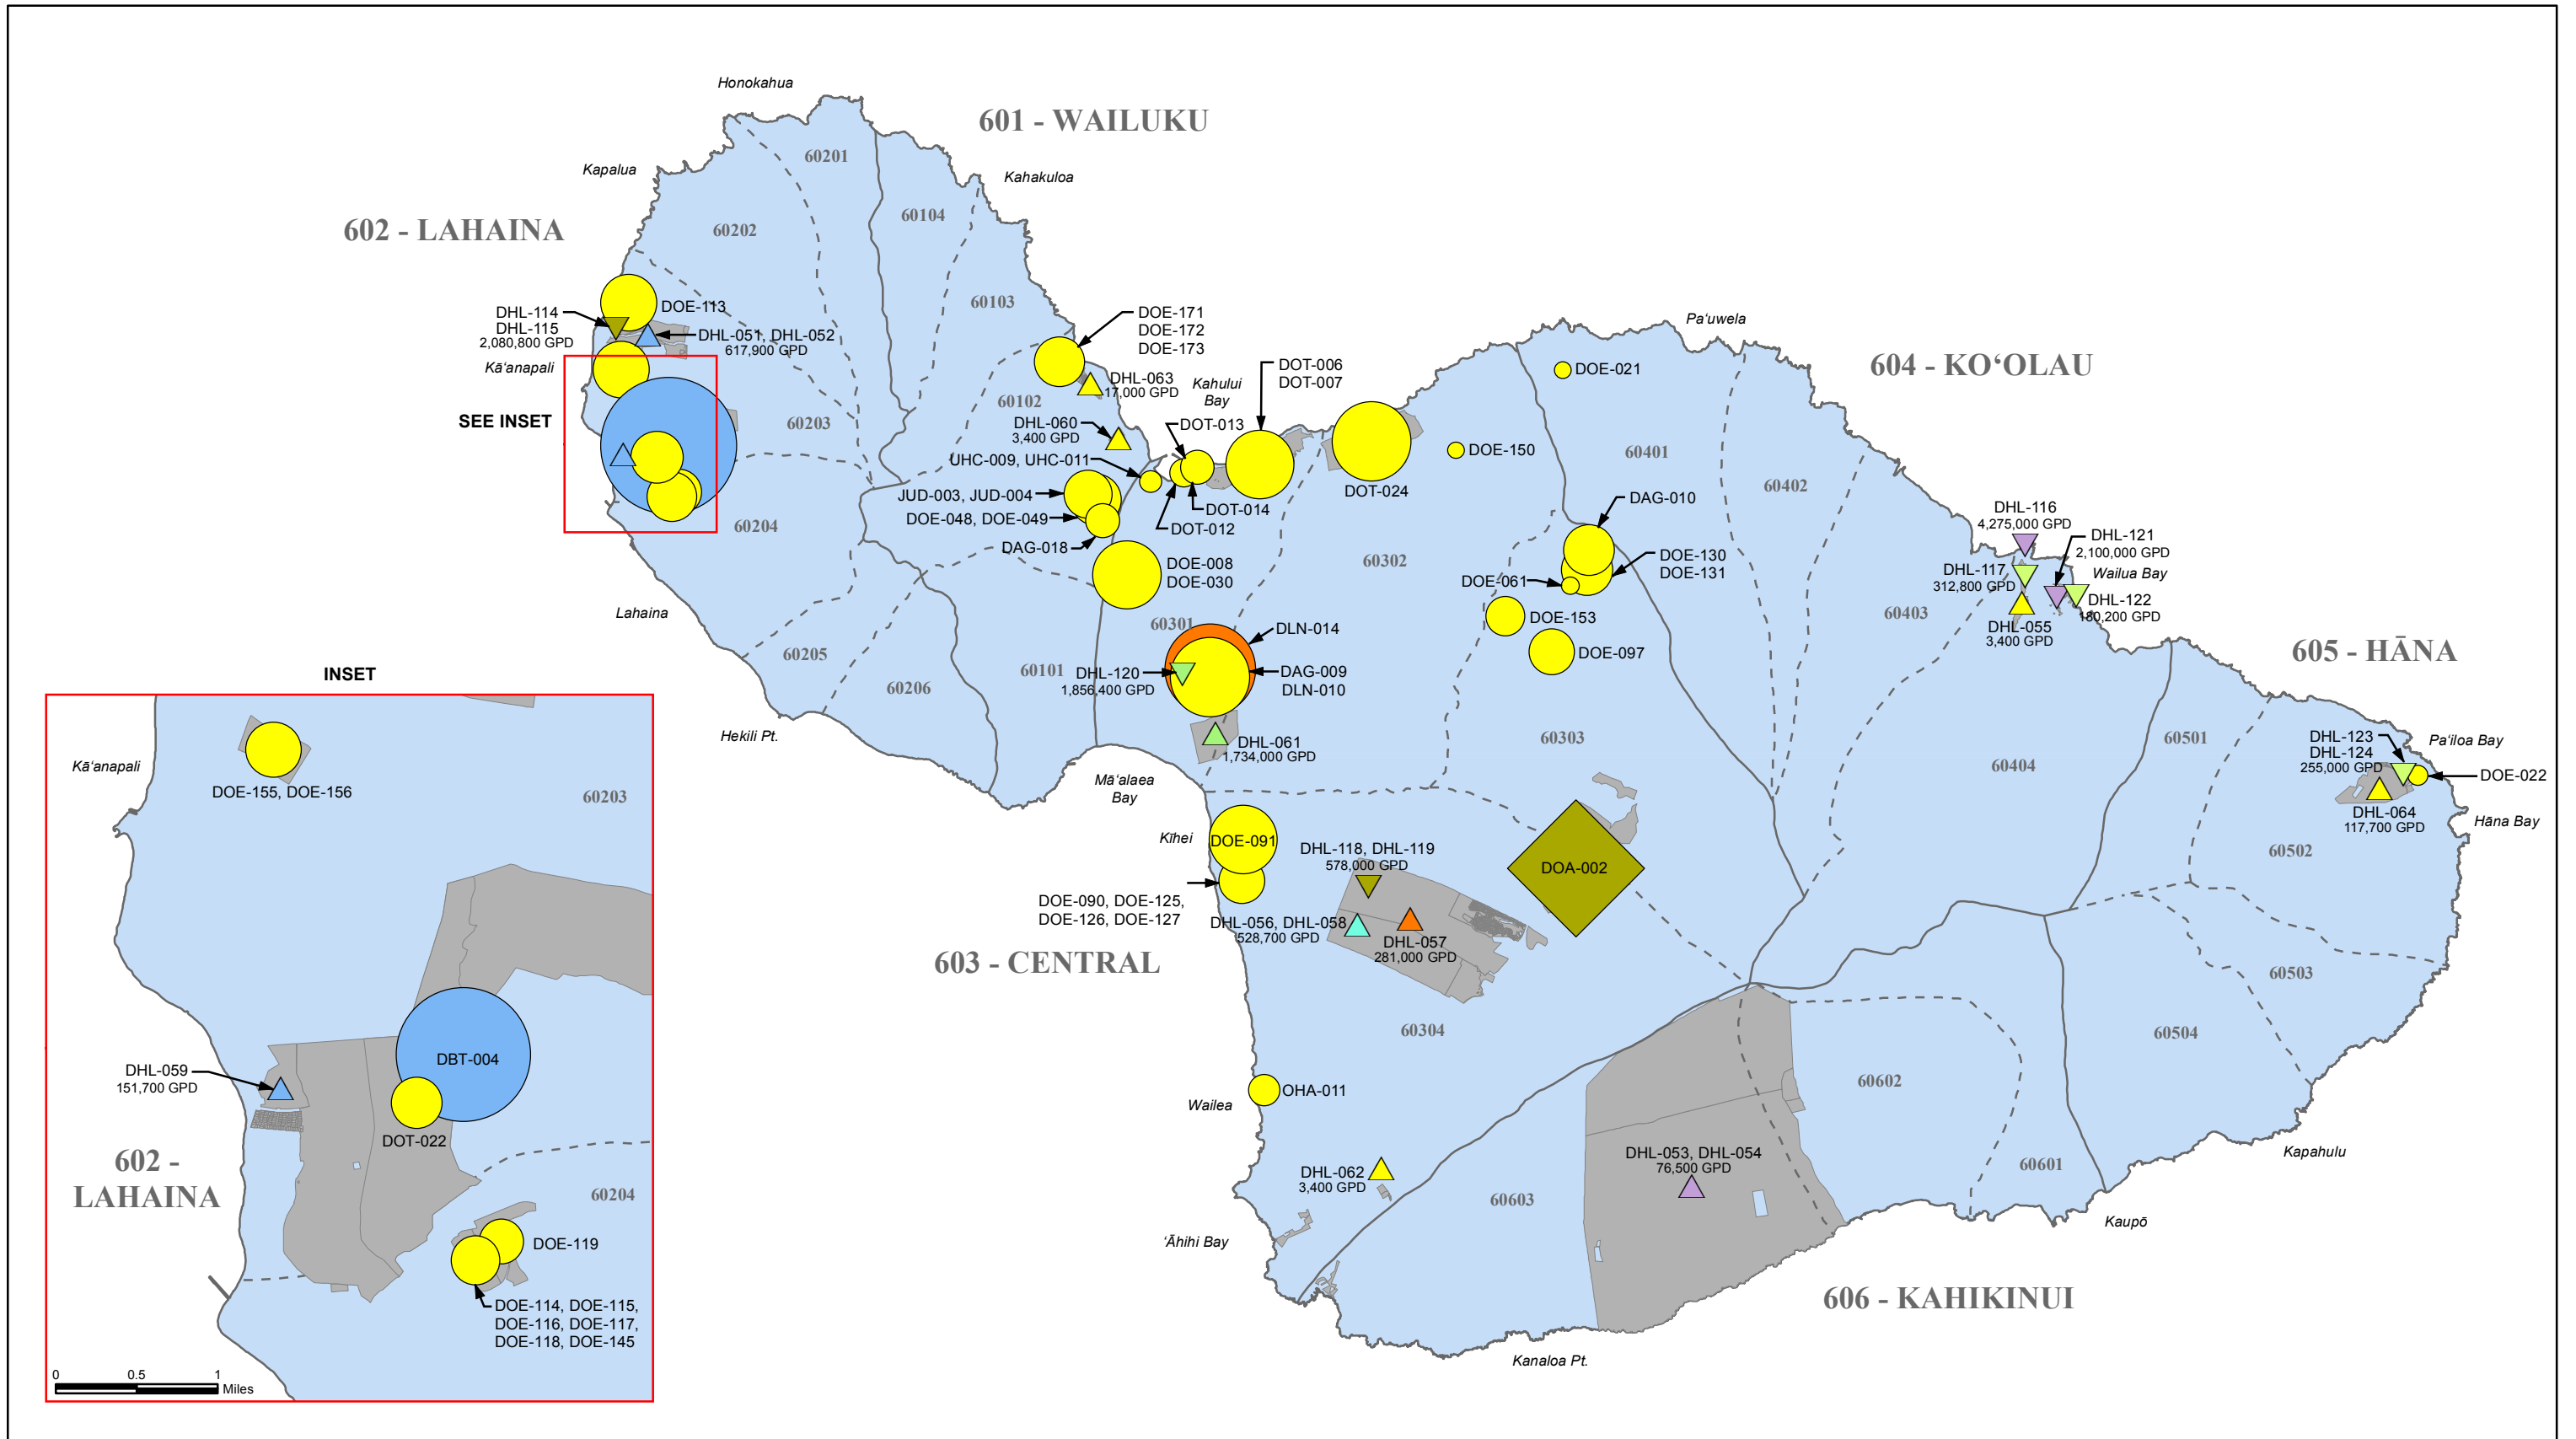 Honokahua
601 - WAILUKU
60201
Kapalua
Kahakuloa
602 - LAHAINA
60202
60104
60103
DHL-114
DHL-115
2,080,800 GPD
DOE-113
DHL-051, DHL-052
617,900 GPD
Kā‘anapali
SEE INSET
60203
60204
DOE-171
DOE-172
DOE-173
DHL-063
17,000 GPD
60102
DHL-060
3,400 GPD
Kahului
Bay
DOT-013
UHC-009, UHC-011
DOT-006
DOT-007
JUD-003, JUD-004
DOE-048, DOE-049
DAG-018
DOT-014
DOT-012
DOT-024
DOE-021
DOE-150
Pa‘uwela
604 - KO‘OLAU
60401
60402
DAG-010
DOE-130
DOE-131
DOE-061
DOE-153
DOE-097
60302
DOE-008
DOE-030
60301
DLN-014
DAG-009
DLN-010
DHL-120
1,856,400 GPD
DHL-061
1,734,000 GPD
Lahaina
60205
60206
60101
Hekili Pt.
Mā‘alaea
Bay
60303
60403
DHL-116
4,275,000 GPD
DHL-121
2,100,000 GPD
Wailua Bay
DHL-117
312,800 GPD
DHL-122
180,200 GPD
DHL-055
3,400 GPD
605 - HĀNA
60404
60501
DHL-123
DHL-124
255,000 GPD
Pa‘iloa Bay
DOE-022
DHL-064
117,700 GPD
Hāna Bay
60502
60503
60504
Kīhei
DOE-091
DOE-090, DOE-125,
DOE-126, DOE-127
DHL-118, DHL-119
578,000 GPD
DHL-056, DHL-058
528,700 GPD
DHL-057
281,000 GPD
DOA-002
603 - CENTRAL
60304
OHA-011
Wailea
DHL-062
3,400 GPD
‘Āhihi Bay
60603
DHL-053, DHL-054
76,500 GPD
60602
60601
Kapahulu
Kaupō
606 - KAHIKINUI
Kanaloa Pt.
INSET
Kā‘anapali
DOE-155, DOE-156
60203
DHL-059
151,700 GPD
DBT-004
DOT-022
602 -
LAHAINA
60204
DOE-119
DOE-114, DOE-115,
DOE-116, DOE-117,
DOE-118, DOE-145
0 0.5 1
Miles